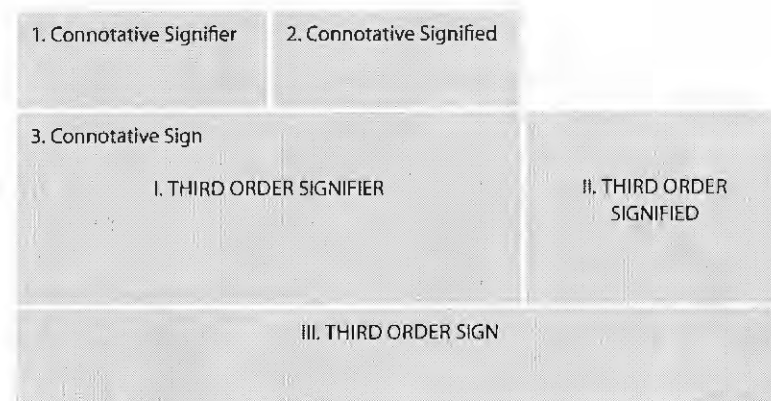 1. Connotative Signifier
2. Connotative Signified
3. Connotative Sign
I. THIRD ORDER SIGNIFIER
II. THIRD ORDER
SIGNIFIED
III. THIRD ORDER SIGN